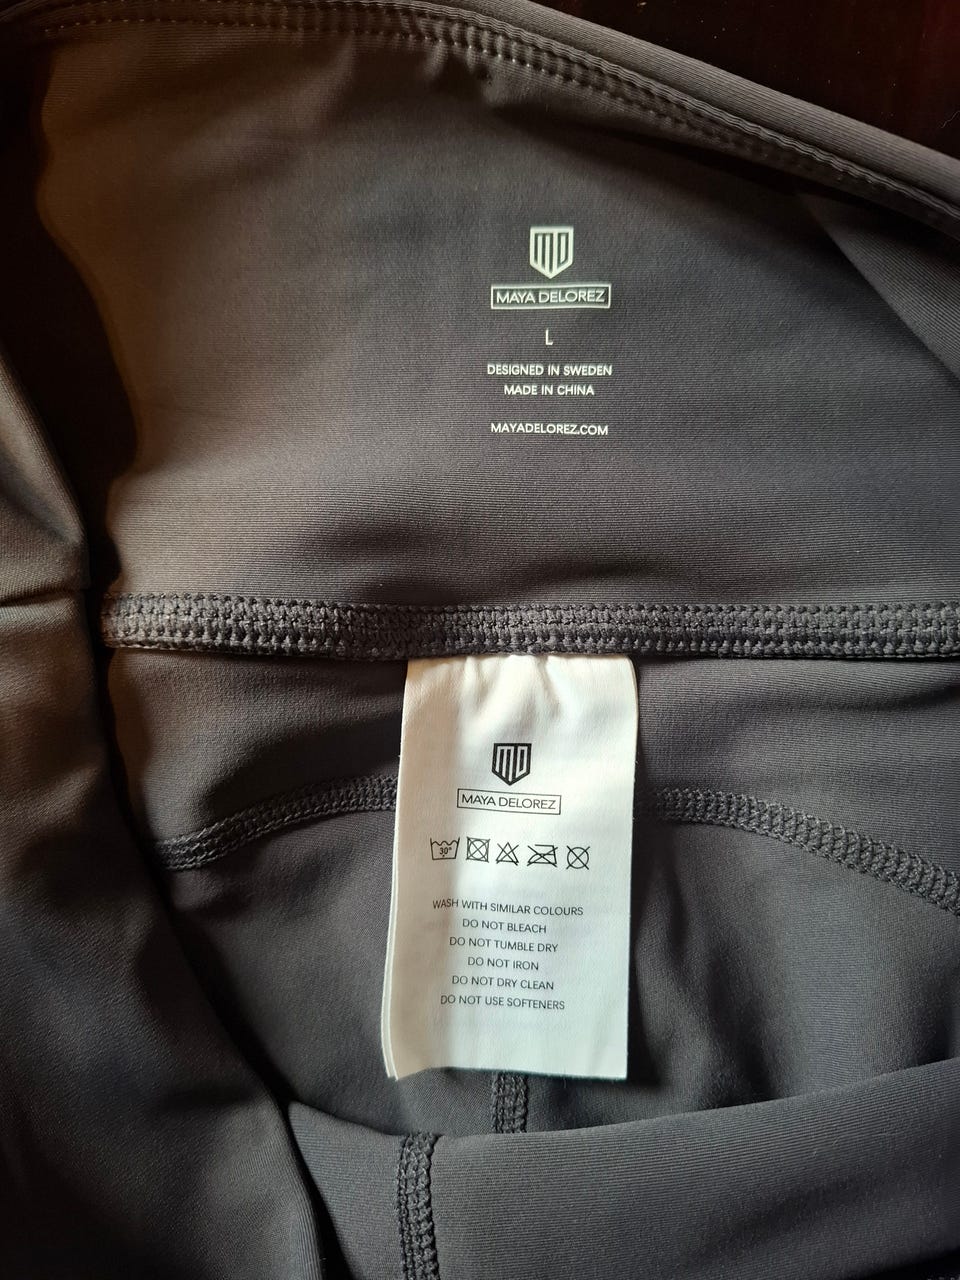 MD
MAYA DELOREZ
L
DESIGNED IN SWEDEN
MADE IN CHINA
MAYADELOREZ.COM
MD
MAYA DELOREZ
30°
WASH WITH SIMILAR COLOURS
DO NOT BLEACH
DO NOT TUMBLE DRY
DO NOT IRON
DO NOT DRY CLEAN
DO NOT USE SOFTENERS